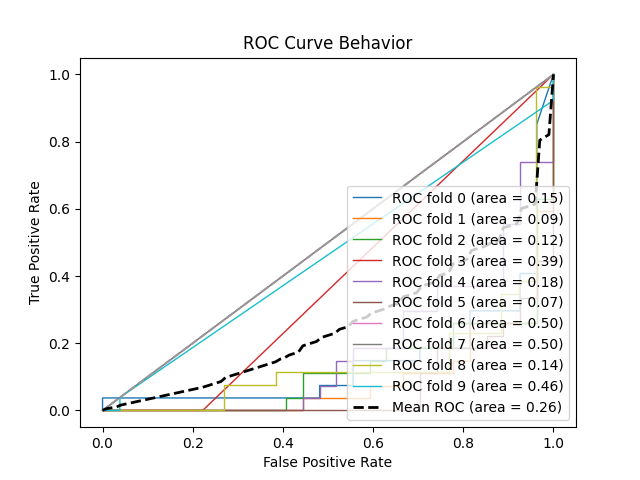 ROC Curve Behavior
True Positive Rate
1.0
0.8
0.6
0.4
0.2
0.0
ROC fold 0 (area = 0.15)
ROC fold 1 (area = 0.09)
ROC fold 2 (area = 0.12)
ROC fold 3 (area = 0.39)
ROC fold 4 (area = 0.18)
ROC fold 5 (area = 0.07)
ROC fold 6 (area = 0.50)
ROC fold 7 (area = 0.50)
ROC fold 8 (area = 0.14)
ROC fold 9 (area = 0.46)
Mean ROC (area = 0.26)
0.0 0.2 0.4 0.6 0.8 1.0
False Positive Rate